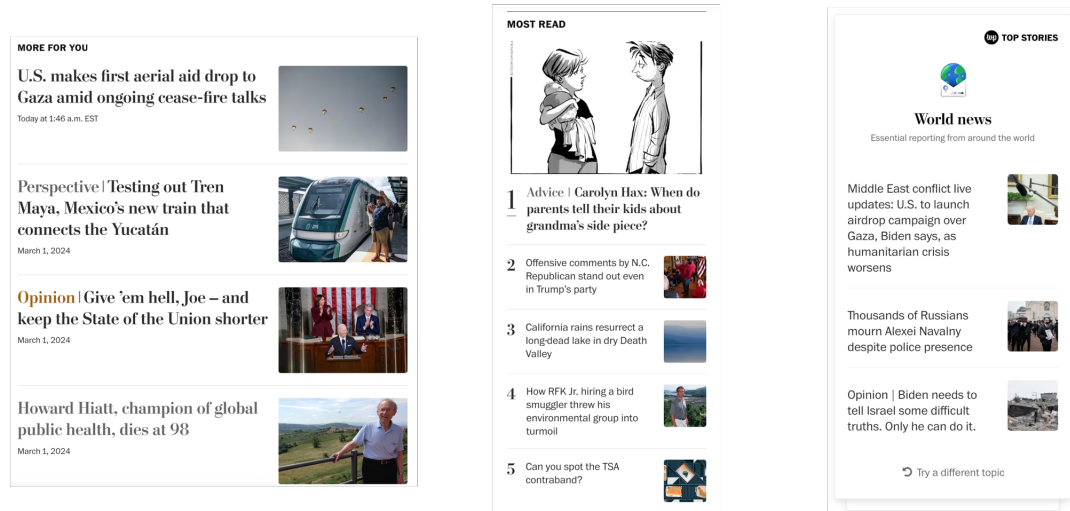 MORE FOR YOU
U.S. makes first aerial aid drop to
Gaza amid ongoing cease-fire talks
Today at 1:46 a.m. EST
Perspective | Testing out Tren
Maya, Mexico’s new train that
connects the Yucatán
March 1, 2024
Opinion | Give ’em hell, Joe – and
keep the State of the Union shorter
March 1, 2024
Howard Hiatt, champion of global
public health, dies at 98
March 1, 2024
MOST READ
1
Advice | Carolyn Hax: When do
parents tell their kids about
grandma’s side piece?
2
Offensive comments by N.C.
Republican stand out even
in Trump’s party
3
California rains resurrect a
long-dead lake in dry Death
Valley
4
How RFK Jr. hiring a bird
smuggler threw his
environmental group into
turmoil
5
Can you spot the TSA
contraband?
wp TOP STORIES
World news
Essential reporting from around the world
Middle East conflict live
updates: U.S. to launch
airdrop campaign over
Gaza, Biden says, as
humanitarian crisis
worsens
Thousands of Russians
mourn Alexei Navalny
despite police presence
Opinion | Biden needs to
tell Israel some difficult
truths. Only he can do it.
Try a different topic